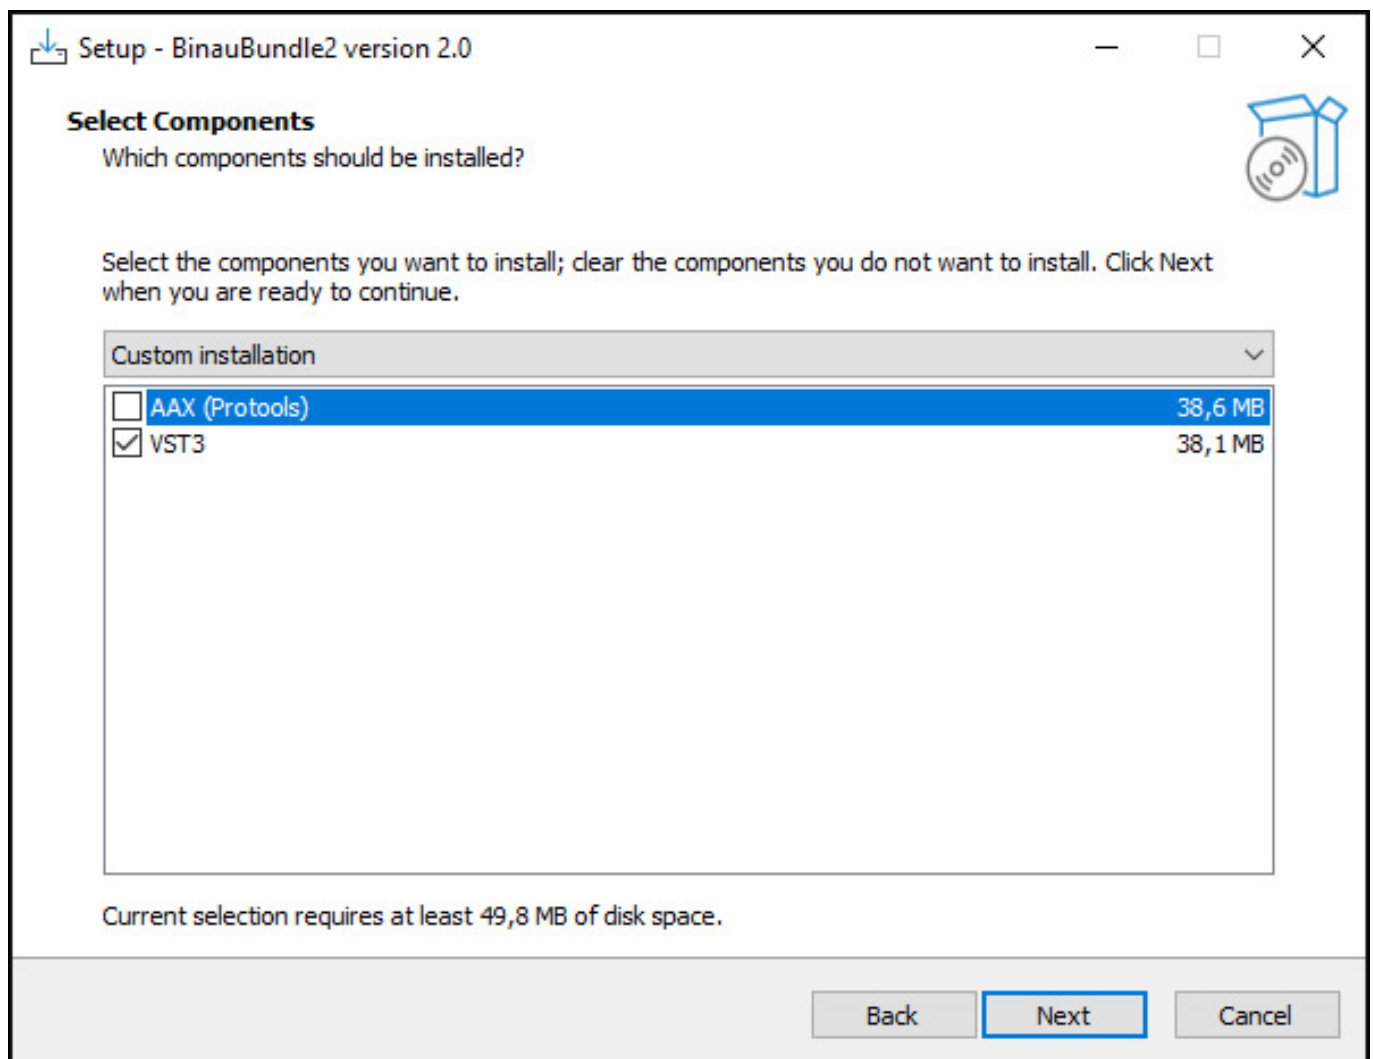 Setup - BinauBundle2 version 2.0
Select Components
Which components should be installed?
Select the components you want to install; clear the components you do not want to install. Click Next
when you are ready to continue.
Custom installation
AAX (Protools) 38,6 MB
VST3 38,1 MB
Current selection requires at least 49,8 MB of disk space.
Back Next Cancel